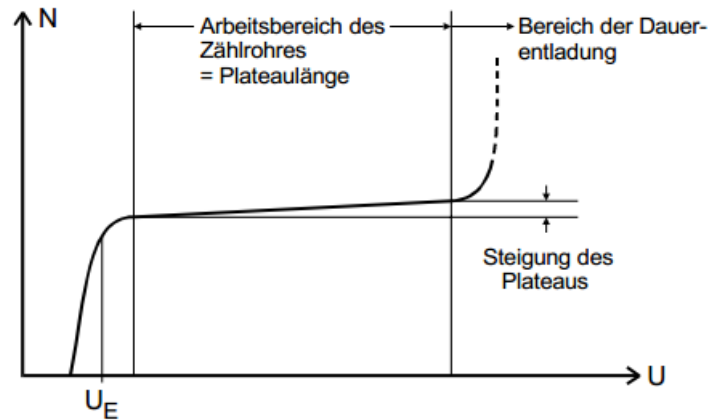 N
Arbeitsbereich des
Zählrohres
= Plateaulänge
Bereich der Dauer-
entladung
Steigung des
Plateaus
U
U_E